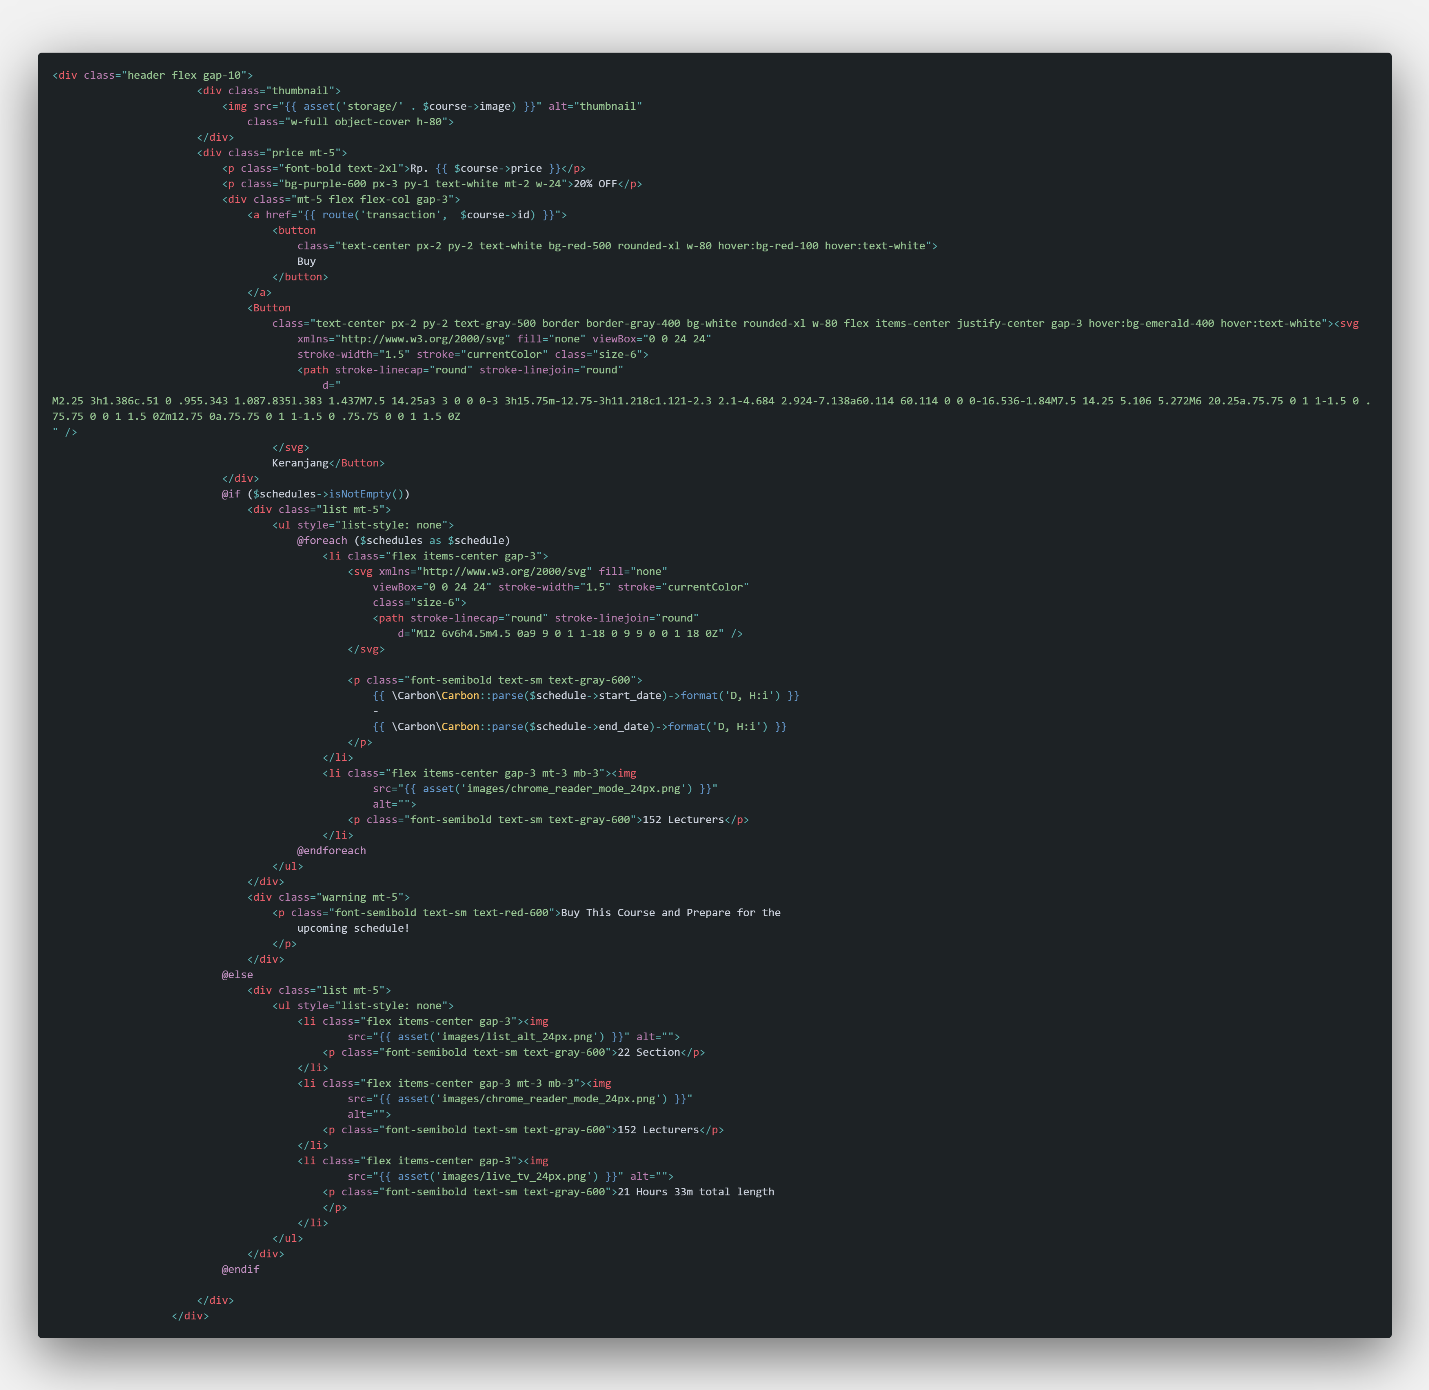 <div class="header flex gap-10">
<div class="thumbnail">
<img src="{{ asset('storage/' . $course->image) }}" alt="thumbnail"
class="w-full object-cover h-80">
</div>
<div class="price mt-5">
<p class="font-bold text-2xl">Rp. {{ $course->price }}</p>
<p class="bg-purple-600 px-3 py-1 text-white mt-2 w-24">20% OFF</p>
<div class="mt-5 flex flex-col gap-3">
<a href="{{ route('transaction',  $course->id) }}">
<button
class="text-center px-2 py-2 text-white bg-red-500 rounded-xl w-80 hover:bg-red-100 hover:text-white">
Buy
</button>
</a>
<Button
class="text-center px-2 py-2 text-gray-500 border border-gray-400 bg-white rounded-xl w-80 flex items-center justify-center gap-3 hover:bg-emerald-400 hover:text-white"><svg
xmlns="http://www.w3.org/2000/svg" fill="none" viewBox="0 0 24 24"
stroke-width="1.5" stroke="currentColor" class="size-6">
<path stroke-linecap="round" stroke-linejoin="round"
d="
M2.25 3h1.386c.51 0 .955.343 1.087.835l.383 1.437M7.5 14.25a3 3 0 0 0-3 3h15.75m-12.75-3h11.218c1.121-2.3 2.1-4.684 2.924-7.138a60.114 60.114 0 0 0-16.536-1.84M7.5 14.25 5.106 5.272M6 20.25a.75.75 0 1 1-1.5 0 .
75.75 0 0 1 1.5 0Zm12.75 0a.75.75 0 1 1-1.5 0 .75.75 0 0 1 1.5 0Z
" />
</svg>
Keranjang</Button>
</div>
@if ($schedules->isNotEmpty())
<div class="list mt-5">
<ul style="list-style: none">
@foreach ($schedules as $schedule)
<li class="flex items-center gap-3">
<svg xmlns="http://www.w3.org/2000/svg" fill="none"
viewBox="0 0 24 24" stroke-width="1.5" stroke="currentColor"
class="size-6">
<path stroke-linecap="round" stroke-linejoin="round"
d="M12 6v6h4.5m4.5 0a9 9 0 1 1-18 0 9 9 0 0 1 18 0Z" />
</svg>
<p class="font-semibold text-sm text-gray-600">
{{ \Carbon\Carbon::parse($schedule->start_date)->format('D, H:i') }}
-
{{ \Carbon\Carbon::parse($schedule->end_date)->format('D, H:i') }}
</p>
</li>
<li class="flex items-center gap-3 mt-3 mb-3"><img
src="{{ asset('images/chrome_reader_mode_24px.png') }}"
alt="">
<p class="font-semibold text-sm text-gray-600">152 Lecturers</p>
</li>
@endforeach
</ul>
</div>
<div class="warning mt-5">
<p class="font-semibold text-sm text-red-600">Buy This Course and Prepare for the
upcoming schedule!
</p>
</div>
@else
<div class="list mt-5">
<ul style="list-style: none">
<li class="flex items-center gap-3"><img
src="{{ asset('images/list_alt_24px.png') }}" alt="">
<p class="font-semibold text-sm text-gray-600">22 Section</p>
</li>
<li class="flex items-center gap-3 mt-3 mb-3"><img
src="{{ asset('images/chrome_reader_mode_24px.png') }}"
alt="">
<p class="font-semibold text-sm text-gray-600">152 Lecturers</p>
</li>
<li class="flex items-center gap-3"><img
src="{{ asset('images/live_tv_24px.png') }}" alt="">
<p class="font-semibold text-sm text-gray-600">21 Hours 33m total length
</p>
</li>
</ul>
</div>
@endif
</div>
</div>